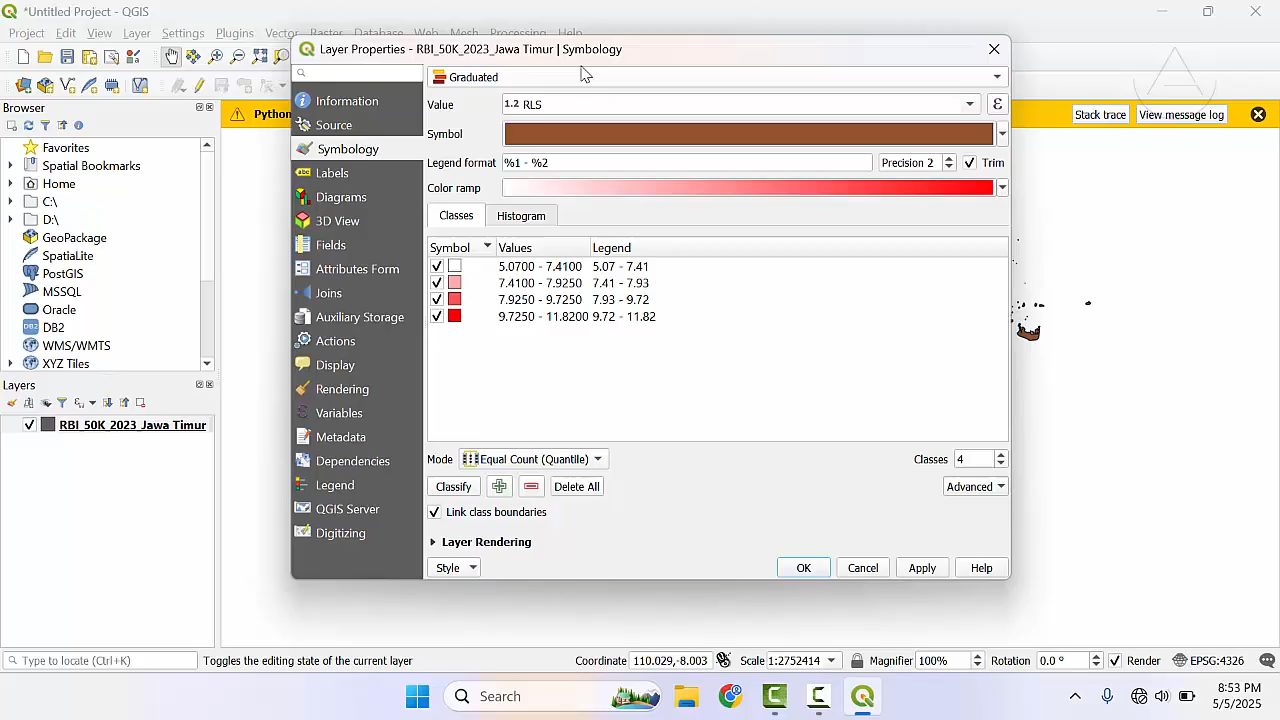 *Untitled Project - QGIS
Project Edit View Layer Settings Plugins Vector Raster Database Web Mesh Processing Help
Layer Properties - RBI_50K_2023_Jawa Timur | Symbology
Graduated
Information
Source
Symbology
Labels
Diagrams
3D View
Fields
Attributes Form
Joins
Auxiliary Storage
Actions
Display
Rendering
Variables
Metadata
Dependencies
Legend
QGIS Server
Digitizing
Value 1.2 RLS
Symbol
Legend format %1 - %2 Precision 2 Trim
Color ramp
Classes Histogram
Symbol Values Legend
5.0700 - 7.4100 5.07 - 7.41
7.4100 - 7.9250 7.41 - 7.93
7.9250 - 9.7250 7.93 - 9.72
9.7250 - 11.8200 9.72 - 11.82
Mode Equal Count (Quantile) Classes 4
Classify Delete All Advanced
Link class boundaries
Layer Rendering
Style OK Cancel Apply Help
Python
Stack trace View message log
Browser
Favorites
Spatial Bookmarks
Home
C:\
D:\
GeoPackage
SpatiaLite
PostGIS
MSSQL
Oracle
DB2
WMS/WMTS
XYZ Tiles
Layers
RBI_50K_2023_Jawa Timur
Type to locate (Ctrl+K) Toggles the editing state of the current layer Coordinate 110.029,-8.003 Scale 1:2752414 Magnifier 100% Rotation 0.0 ° Render EPSG:4326
Search
8:53 PM
5/5/2025